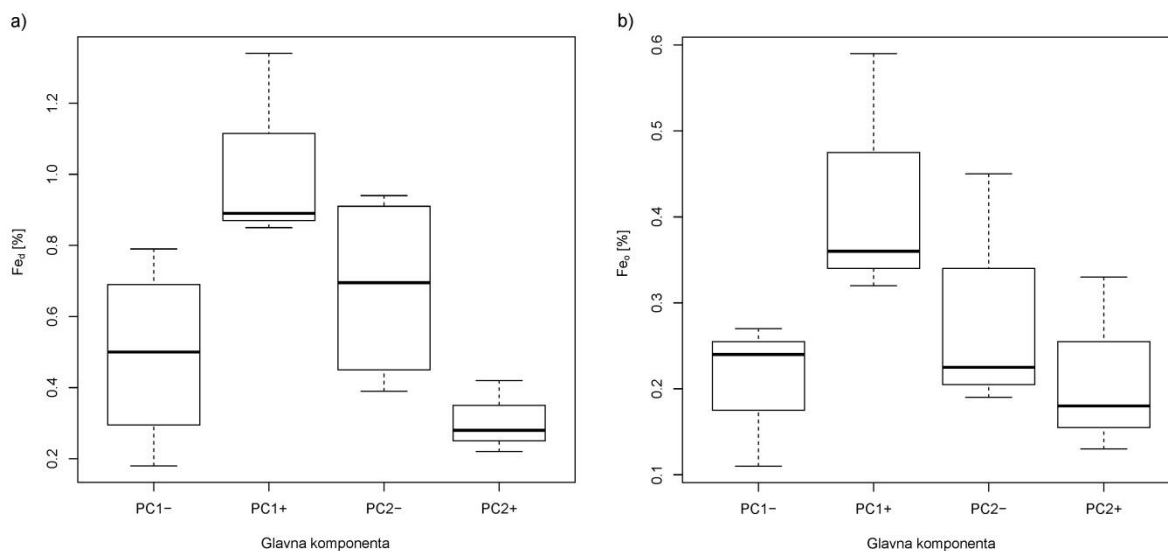 a)
Fed [%]
1.2
1.0
0.8
0.6
0.4
0.2
PC1− PC1+ PC2− PC2+
Glavna komponenta
b)
Feo [%]
0.6
0.5
0.4
0.3
0.2
0.1
PC1− PC1+ PC2− PC2+
Glavna komponenta